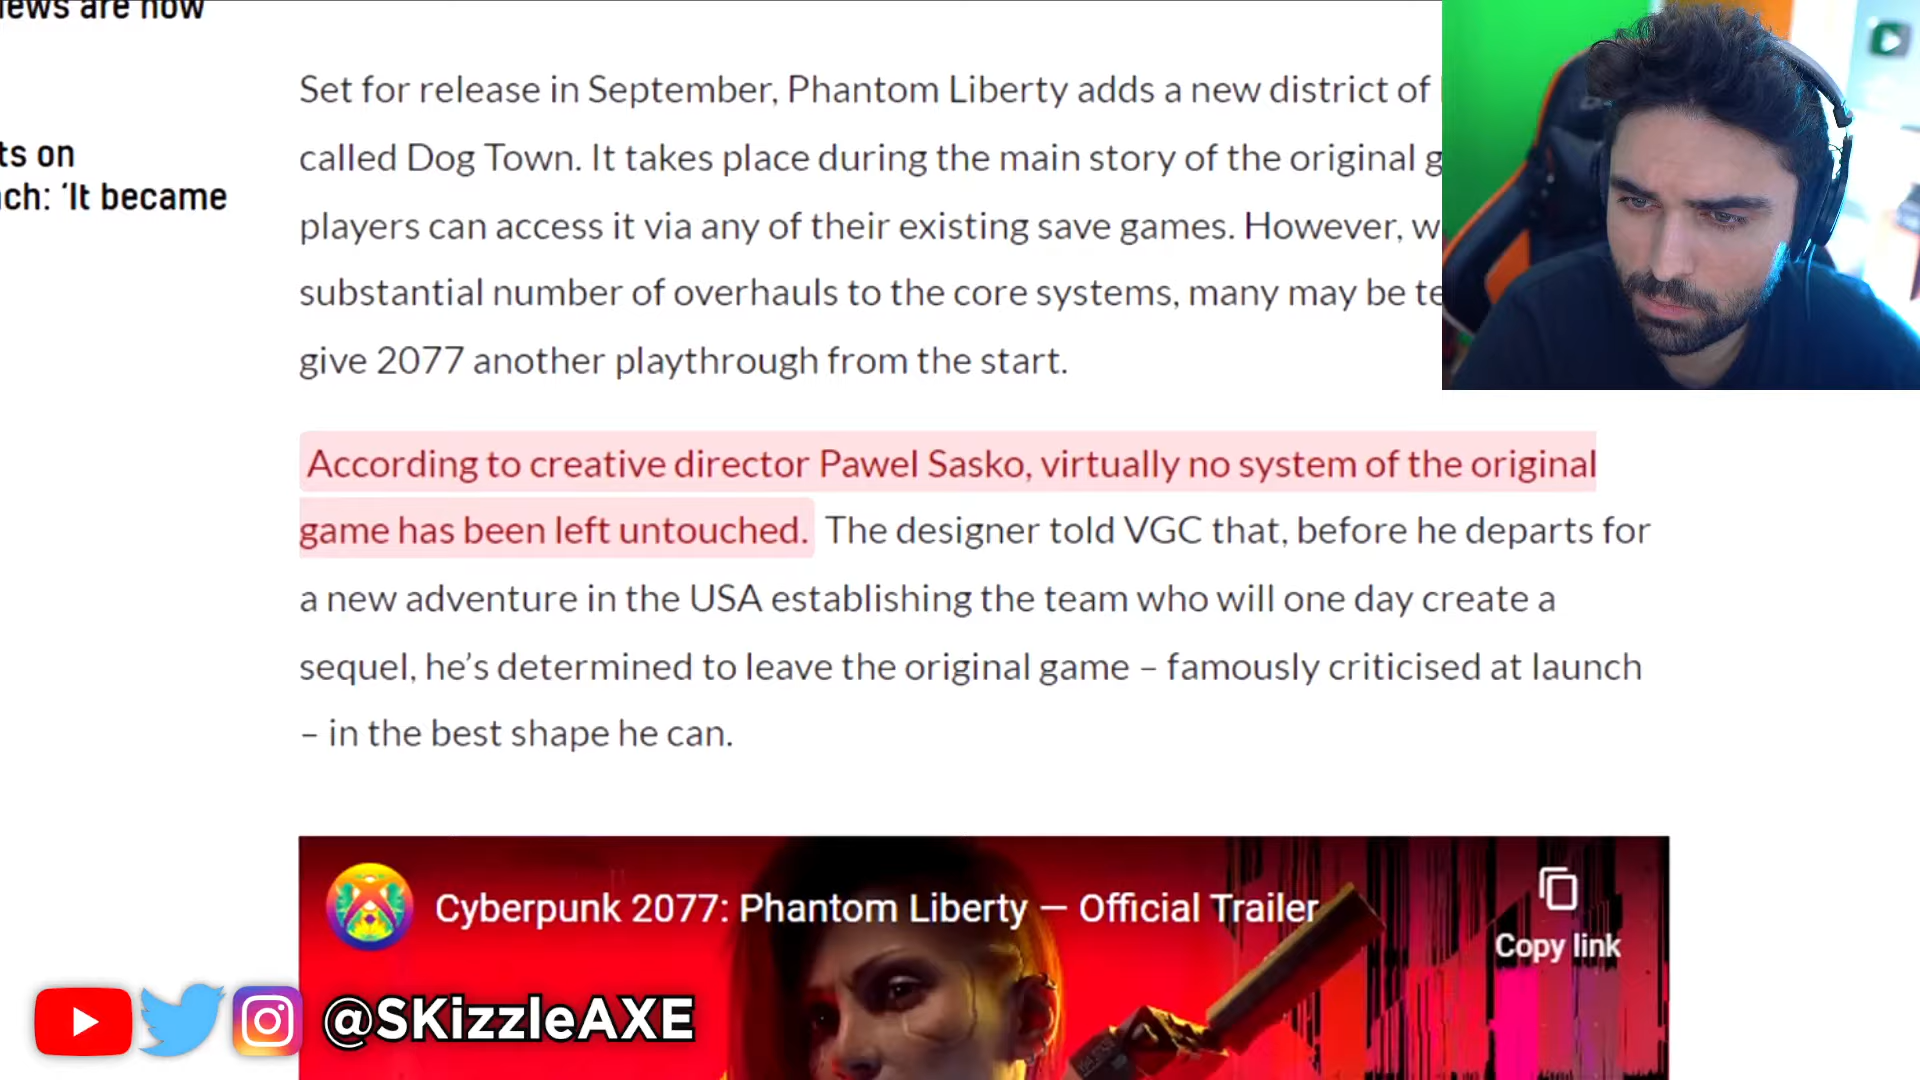 ews are now
ts on
ch: ‘It became
Set for release in September, Phantom Liberty adds a new district of
called Dog Town. It takes place during the main story of the original g
players can access it via any of their existing save games. However, w
substantial number of overhauls to the core systems, many may be te
give 2077 another playthrough from the start.
According to creative director Pawel Sasko, virtually no system of the original
game has been left untouched. The designer told VGC that, before he departs for
a new adventure in the USA establishing the team who will one day create a
sequel, he’s determined to leave the original game – famously criticised at launch
– in the best shape he can.
Cyberpunk 2077: Phantom Liberty — Official Trailer
Copy link
@SKizzleAXE